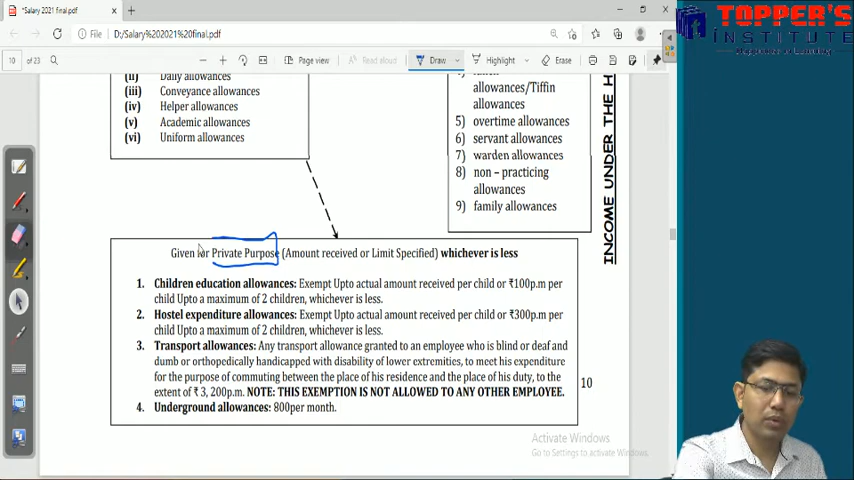 *Salary 2021 final.pdf
TOPPER'S
INSTITUTE
File
D:/Salary%202021%20final.pdf
10 of 23
Page view
Read aloud
Draw
Highlight
Erase
(ii) Daily allowances
(iii) Conveyance allowances
(iv) Helper allowances
(v) Academic allowances
(vi) Uniform allowances
allowances/Tiffin
allowances
5) overtime allowances
6) servant allowances
7) warden allowances
8) non – practicing
allowances
9) family allowances
INCOME UNDER THE H
Given for Private Purpose (Amount received or Limit Specified) whichever is less
1. Children education allowances: Exempt Upto actual amount received per child or ₹100p.m per
child Upto a maximum of 2 children, whichever is less.
2. Hostel expenditure allowances: Exempt Upto actual amount received per child or ₹300p.m per
child Upto a maximum of 2 children, whichever is less.
3. Transport allowances: Any transport allowance granted to an employee who is blind or deaf and
dumb or orthopedically handicapped with disability of lower extremities, to meet his expenditure
for the purpose of commuting between the place of his residence and the place of his duty, to the
extent of ₹ 3, 200p.m. NOTE: THIS EXEMPTION IS NOT ALLOWED TO ANY OTHER EMPLOYEE.
4. Underground allowances: 800per month.
10
Activate Windows
Go to Settings to activate Windows.